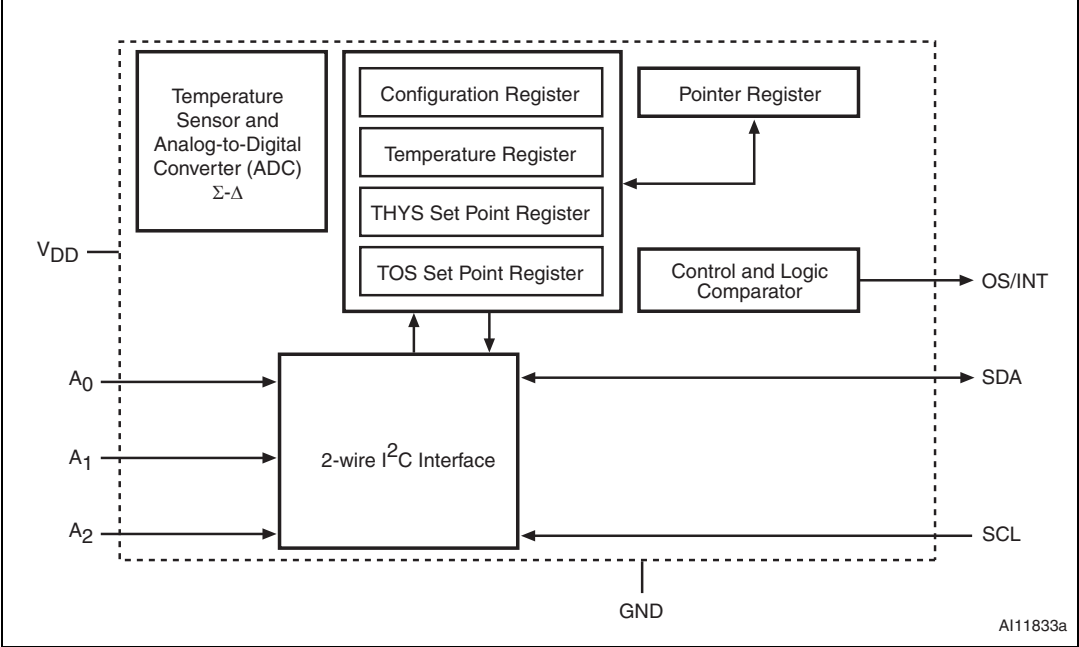 Temperature
Sensor and
Analog-to-Digital
Converter (ADC)
Σ-Δ
Configuration Register
Temperature Register
THYS Set Point Register
TOS Set Point Register
Pointer Register
Control and Logic
Comparator
VDD
OS/INT
A0
A1
A2
2-wire I2C Interface
SDA
SCL
GND
AI11833a